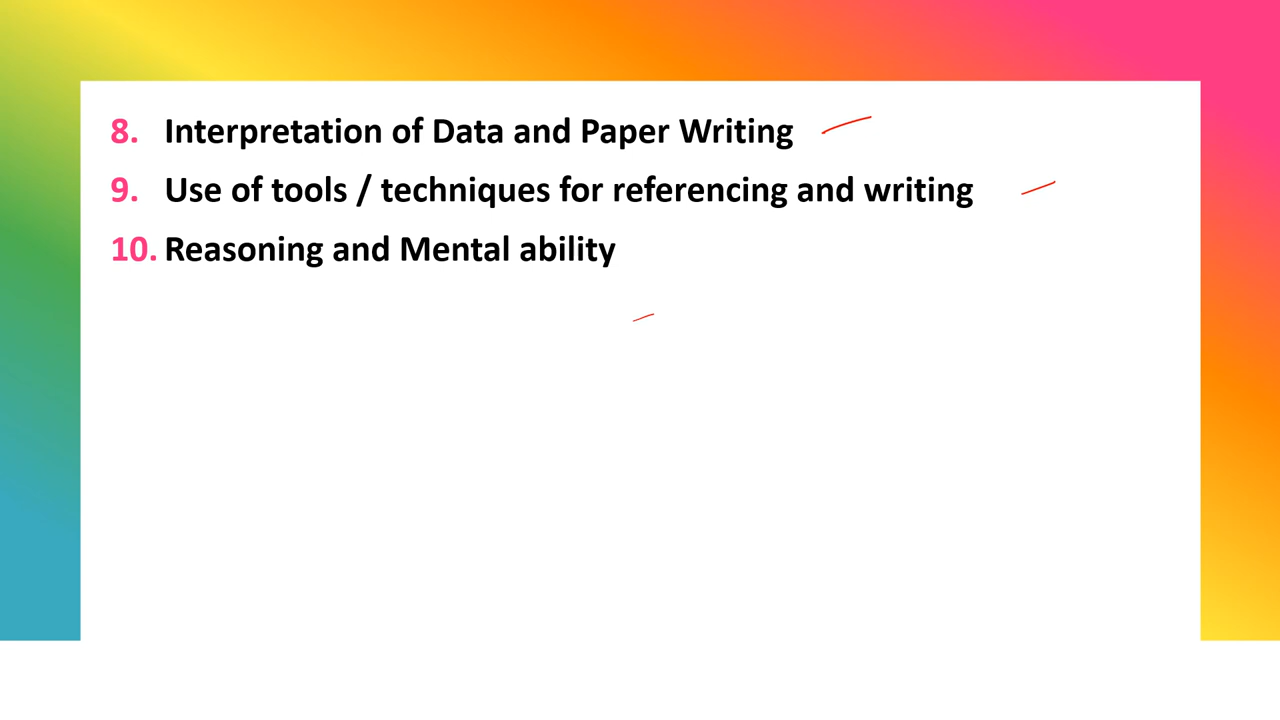 8. Interpretation of Data and Paper Writing
9. Use of tools / techniques for referencing and writing
10. Reasoning and Mental ability